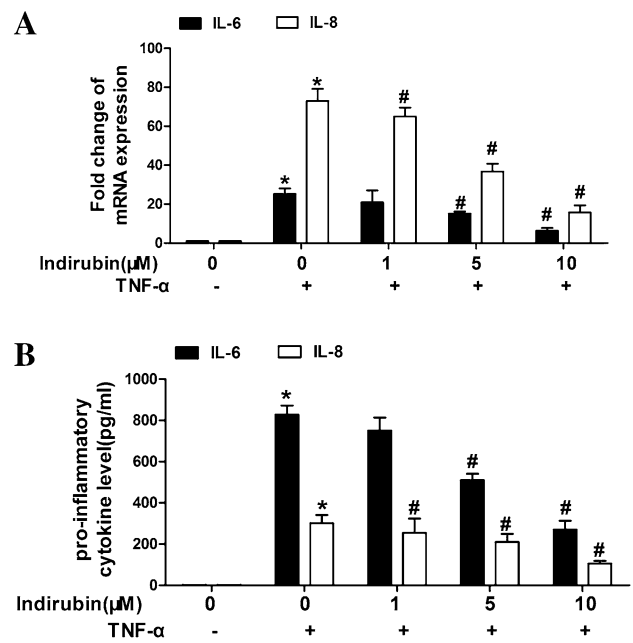 A
IL-6 IL-8
Fold change of
mRNA expression
100
80
60
40
20
0
*
*
#
#
#
#
#
Indirubin(μM) 0 0 1 5 10
TNF-α - + + + +
B
IL-6 IL-8
pro-inflammatory
cytokine level(pg/ml)
1000
800
600
400
200
0
*
*
#
#
#
#
#
Indirubin(μM) 0 0 1 5 10
TNF-α - + + + +